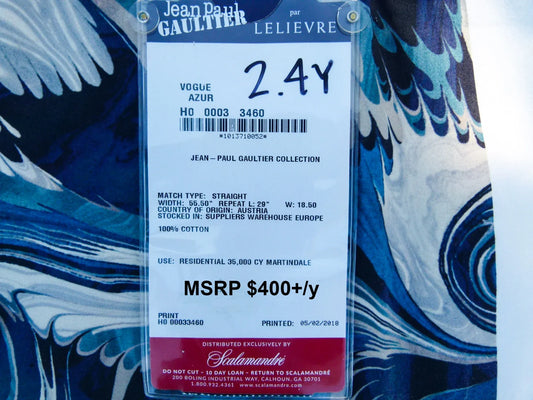 Jean Paul
GAULTIER
par
LELIEVRE
2.4Y
VOGUE
AZUR
H0 0003 3460
*1013710052*
JEAN-PAUL GAULTIER COLLECTION
MATCH TYPE: STRAIGHT
WIDTH: 55.50" REPEAT L: 29" W: 18.50
COUNTRY OF ORIGIN: AUSTRIA
STOCKED IN: SUPPLIERS WAREHOUSE EUROPE
100% COTTON
USE: RESIDENTIAL 35,000 CY MARTINDALE
MSRP $400+/y
PRINT
H0 00033460
PRINTED: 05/02/2018
DISTRIBUTED EXCLUSIVELY BY
Scalamandré
DO NOT CUT - 10 DAY LOAN - RETURN TO SCALAMANDRÉ
200 BOLING INDUSTRIAL WAY, CALHOUN, GA 30701
1.800.932.4361 www.scalamandre.com